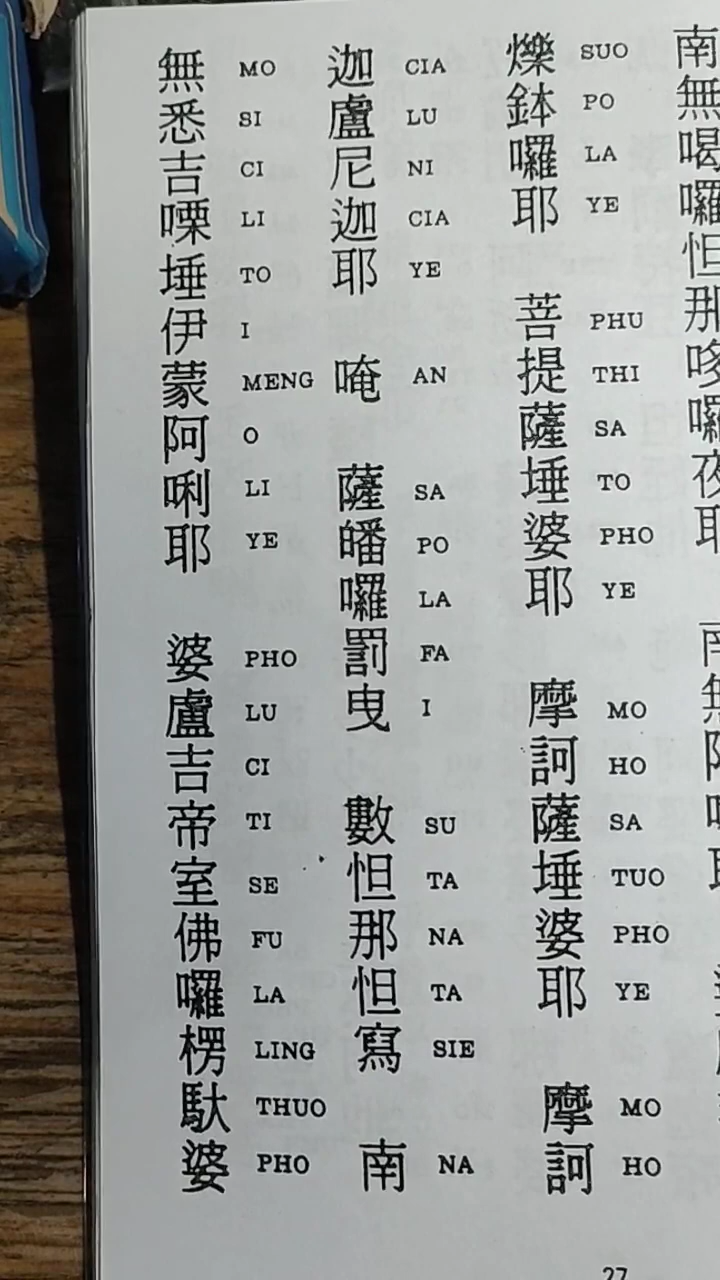 南無喝囉怛那
爍鉢囉耶 菩提薩埵婆耶 摩訶薩埵婆耶 摩訶
SUO PO LA YE PHU THI SA TO PHO YE MO HO SA TUO PHO YE MO HO
迦盧尼迦耶 唵 薩皤囉罰曳 數怛那怛寫 南
CIA LU NI CIA YE AN SA PO LA FA I SU TA NA TA SIE NA
無悉吉㗚埵伊蒙阿唎耶 婆盧吉帝室佛囉楞馱婆
MO SI CI LI TO I MENG O LI YE PHO LU CI TI SE FU LA LING THUO PHO
27